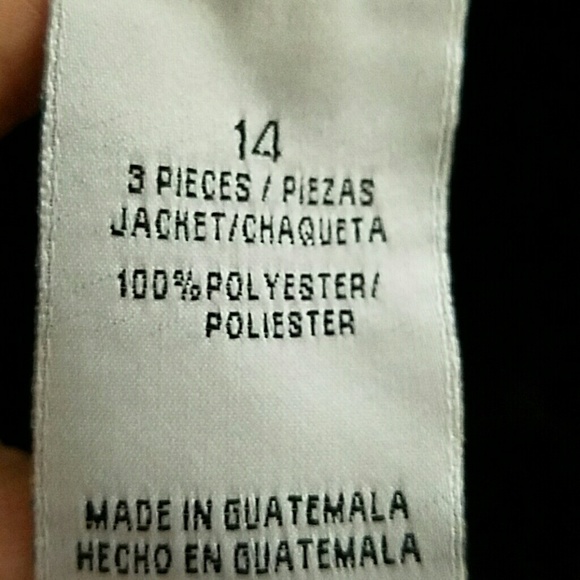 14
3 PIECES / PIEZAS
JACKET/CHAQUETA
100%POLYESTER/
POLIESTER
MADE IN GUATEMALA
HECHO EN GUATEMALA